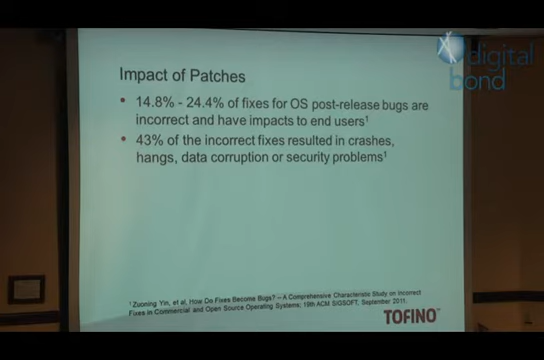 digital
bond
Impact of Patches
• 14.8% - 24.4% of fixes for OS post-release bugs are
incorrect and have impacts to end users¹
• 43% of the incorrect fixes resulted in crashes,
hangs, data corruption or security problems¹
¹ Zuoning Yin, et al, How Do Fixes Become Bugs? – A Comprehensive Characteristic Study on Incorrect
Fixes in Commercial and Open Source Operating Systems; 19th ACM SIGSOFT, September 2011.
TOFINO™